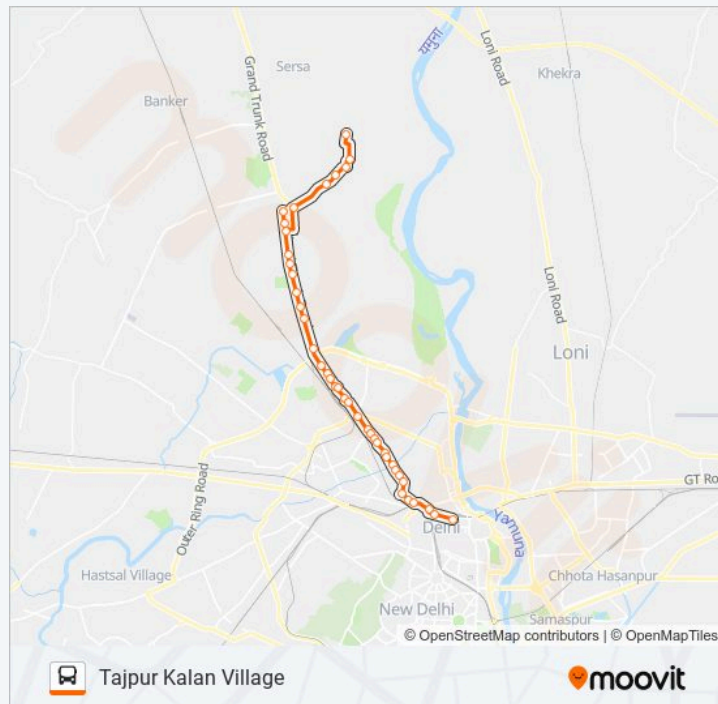 यमुना
Loni Road
Sersa
Khekra
Grand Trunk Road
Banker
Loni Road
Loni
Outer Ring Road
GT Ro
Delhi
Yamuna
Hastsal Village
Chhota Hasanpur
New Delhi
Samaspur
© OpenStreetMap contributors | © OpenMapTiles
Tajpur Kalan Village
moovit